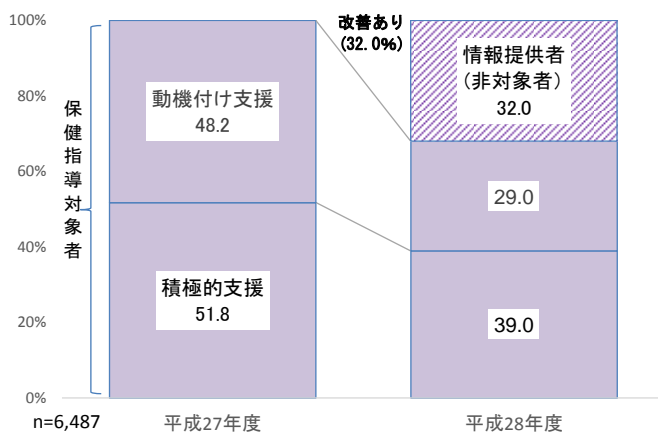 100%
80%
60%
40%
20%
0%
保健指導対象者
動機付け支援
48.2
積極的支援
51.8
改善あり
(32.0%)
情報提供者
（非対象者）
32.0
29.0
39.0
n=6,487
平成27年度
平成28年度